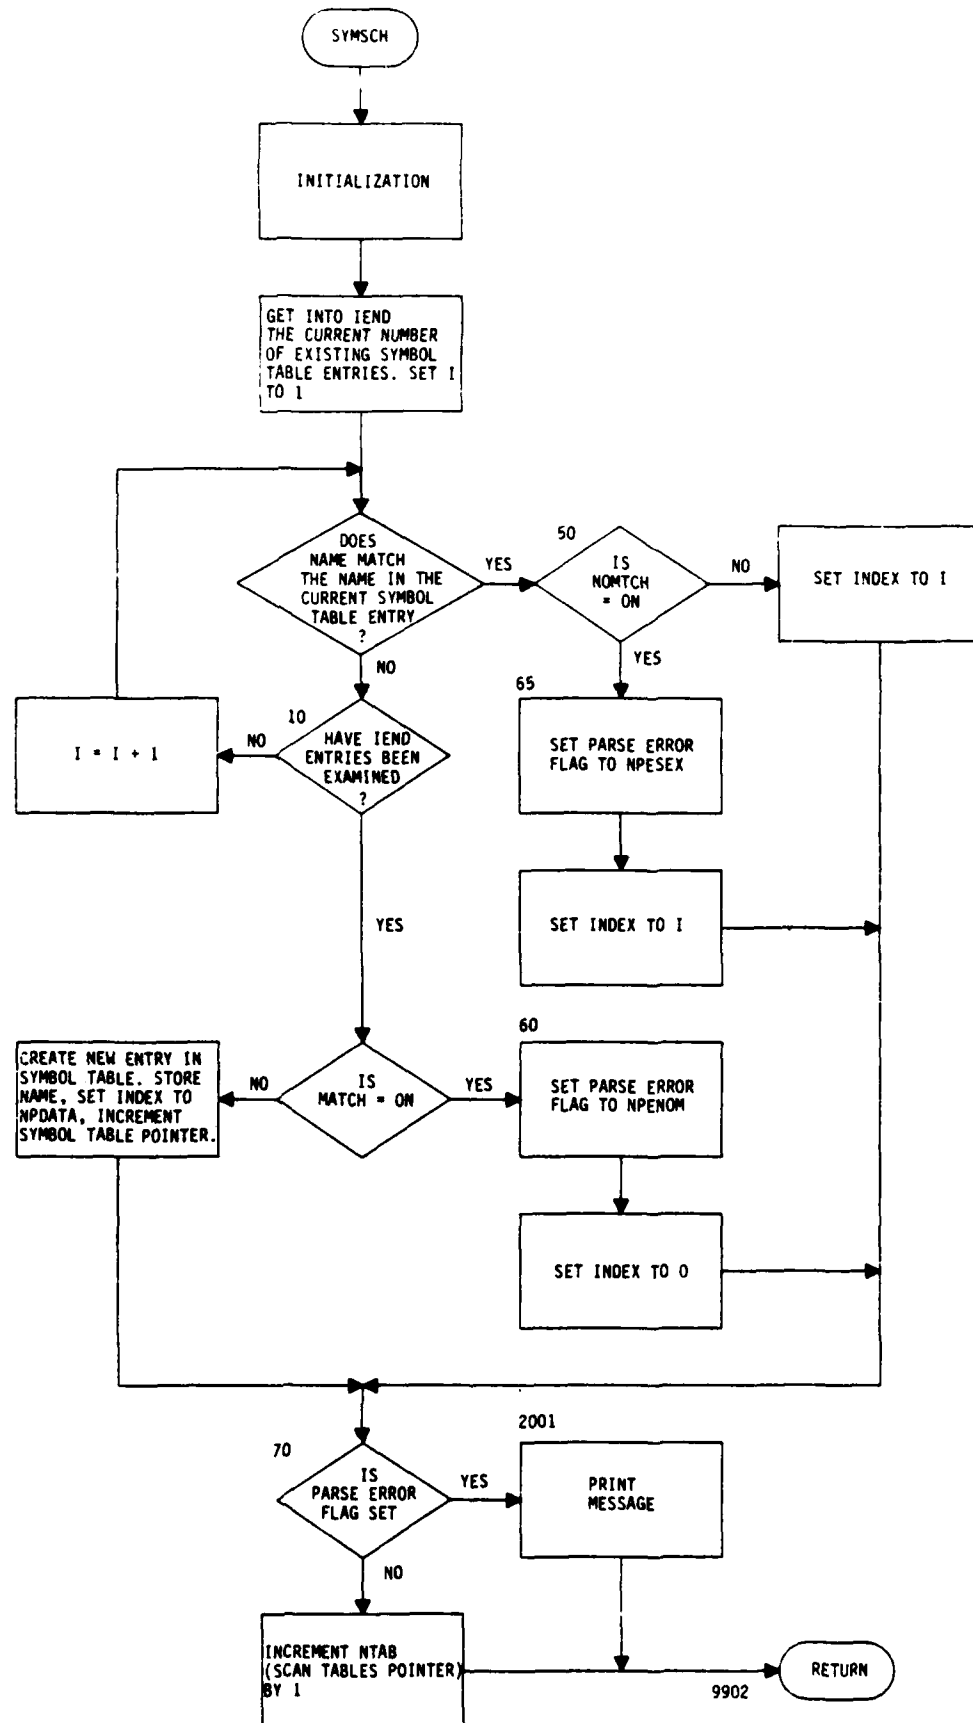 SYMSCH
INITIALIZATION
GET INTO IEND
THE CURRENT NUMBER
OF EXISTING SYMBOL
TABLE ENTRIES. SET I
TO 1
DOES
NAME MATCH
THE NAME IN THE
CURRENT SYMBOL
TABLE ENTRY
?
YES
50
IS
NOMTCH
= ON
NO
SET INDEX TO I
NO
YES
65
SET PARSE ERROR
FLAG TO NPESEX
10
HAVE IEND
ENTRIES BEEN
EXAMINED
?
NO
I = I + 1
SET INDEX TO I
YES
60
CREATE NEW ENTRY IN
SYMBOL TABLE. STORE
NAME, SET INDEX TO
NPDATA, INCREMENT
SYMBOL TABLE POINTER.
NO
IS
MATCH = ON
YES
SET PARSE ERROR
FLAG TO NPENOM
SET INDEX TO 0
70
IS
PARSE ERROR
FLAG SET
YES
2001
PRINT
MESSAGE
NO
INCREMENT NTAB
(SCAN TABLES POINTER)
BY 1
9902
RETURN